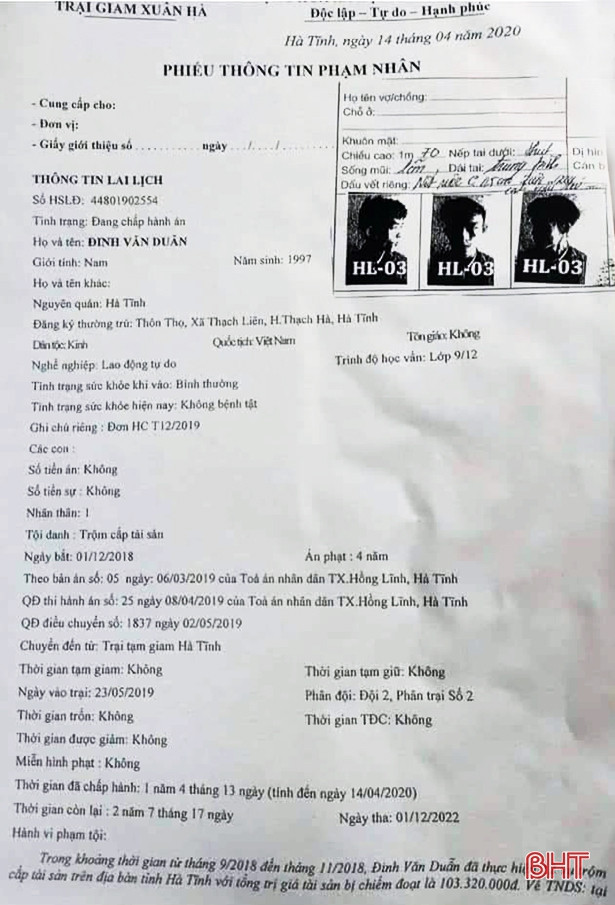 TRẠI GIAM XUÂN HÀ
Độc lập – Tự do – Hạnh phúc
Hà Tĩnh, ngày 14 tháng 04 năm 2020
PHIẾU THÔNG TIN PHẠM NHÂN
- Cung cấp cho:
- Đơn vị:
- Giấy giới thiệu số .......... ngày ..../..../....
Họ tên vợ/chồng:
Chỗ ở:
Khuôn mặt:
Chiều cao: 1m 70 Nếp tai dưới: Dị hìn
Sống mũi: Dái tai: trung bình Căn b
Dấu vết riêng: Nốt ruồi
HL-03 HL-03 HL-03
THÔNG TIN LAI LỊCH
Số HSLĐ: 44801902554
Tình trạng: Đang chấp hành án
Họ và tên: ĐINH VĂN DUẪN
Giới tính: Nam Năm sinh: 1997
Họ và tên khác:
Nguyên quán: Hà Tĩnh
Đăng ký thường trú: Thôn Thọ, Xã Thạch Liên, H.Thạch Hà, Hà Tĩnh
Dân tộc: Kinh Quốc tịch: Việt Nam Tôn giáo: Không
Nghề nghiệp: Lao động tự do Trình độ học vấn: Lớp 9/12
Tình trạng sức khỏe khi vào: Bình thường
Tình trạng sức khỏe hiện nay: Không bệnh tật
Ghi chú riêng : Đơn HC T12/2019
Các con :
Số tiền án: Không
Số tiền sự : Không
Nhân thân: 1
Tội danh : Trộm cắp tài sản
Ngày bắt: 01/12/2018 Án phạt : 4 năm
Theo bản án số: 05 ngày: 06/03/2019 của Toà án nhân dân TX.Hồng Lĩnh, Hà Tĩnh
QĐ thi hành án số: 25 ngày 08/04/2019 của Toà án nhân dân TX.Hồng Lĩnh, Hà Tĩnh
QĐ điều chuyển số: 1837 ngày 02/05/2019
Chuyển đến từ: Trại tạm giam Hà Tĩnh
Thời gian tạm giam: Không Thời gian tạm giữ: Không
Ngày vào trại: 23/05/2019 Phân đội: Đội 2, Phân trại Số 2
Thời gian trốn: Không Thời gian TĐC: Không
Thời gian được giảm: Không
Miễn hình phạt : Không
Thời gian đã chấp hành: 1 năm 4 tháng 13 ngày (tính đến ngày 14/04/2020)
Thời gian còn lại : 2 năm 7 tháng 17 ngày Ngày tha: 01/12/2022
Hành vi phạm tội:
Trong khoảng thời gian từ tháng 9/2018 đến tháng 11/2018, Đinh Văn Duẫn đã thực hiệ rộm
cắp tài sản trên địa bàn tỉnh Hà Tĩnh với tổng trị giá tài sản bị chiếm đoạt là 103.320.000đ. Về TNDS: tại
BHT